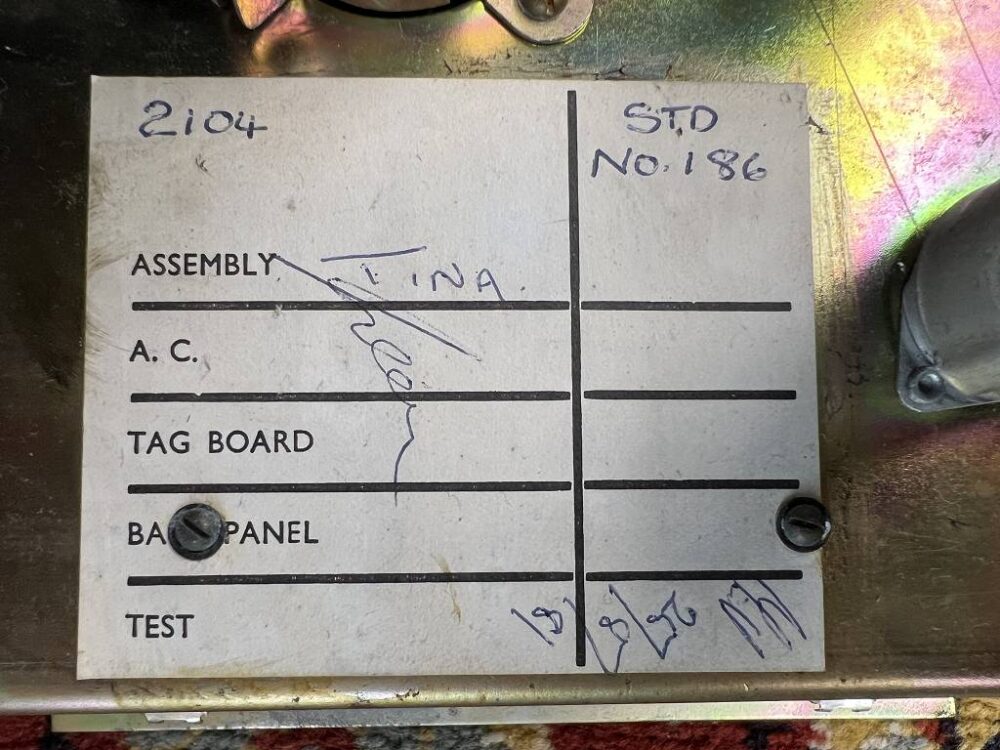 2104
STD
NO.186
ASSEMBLY TINA
A. C.
TAG BOARD
BA PANEL
TEST